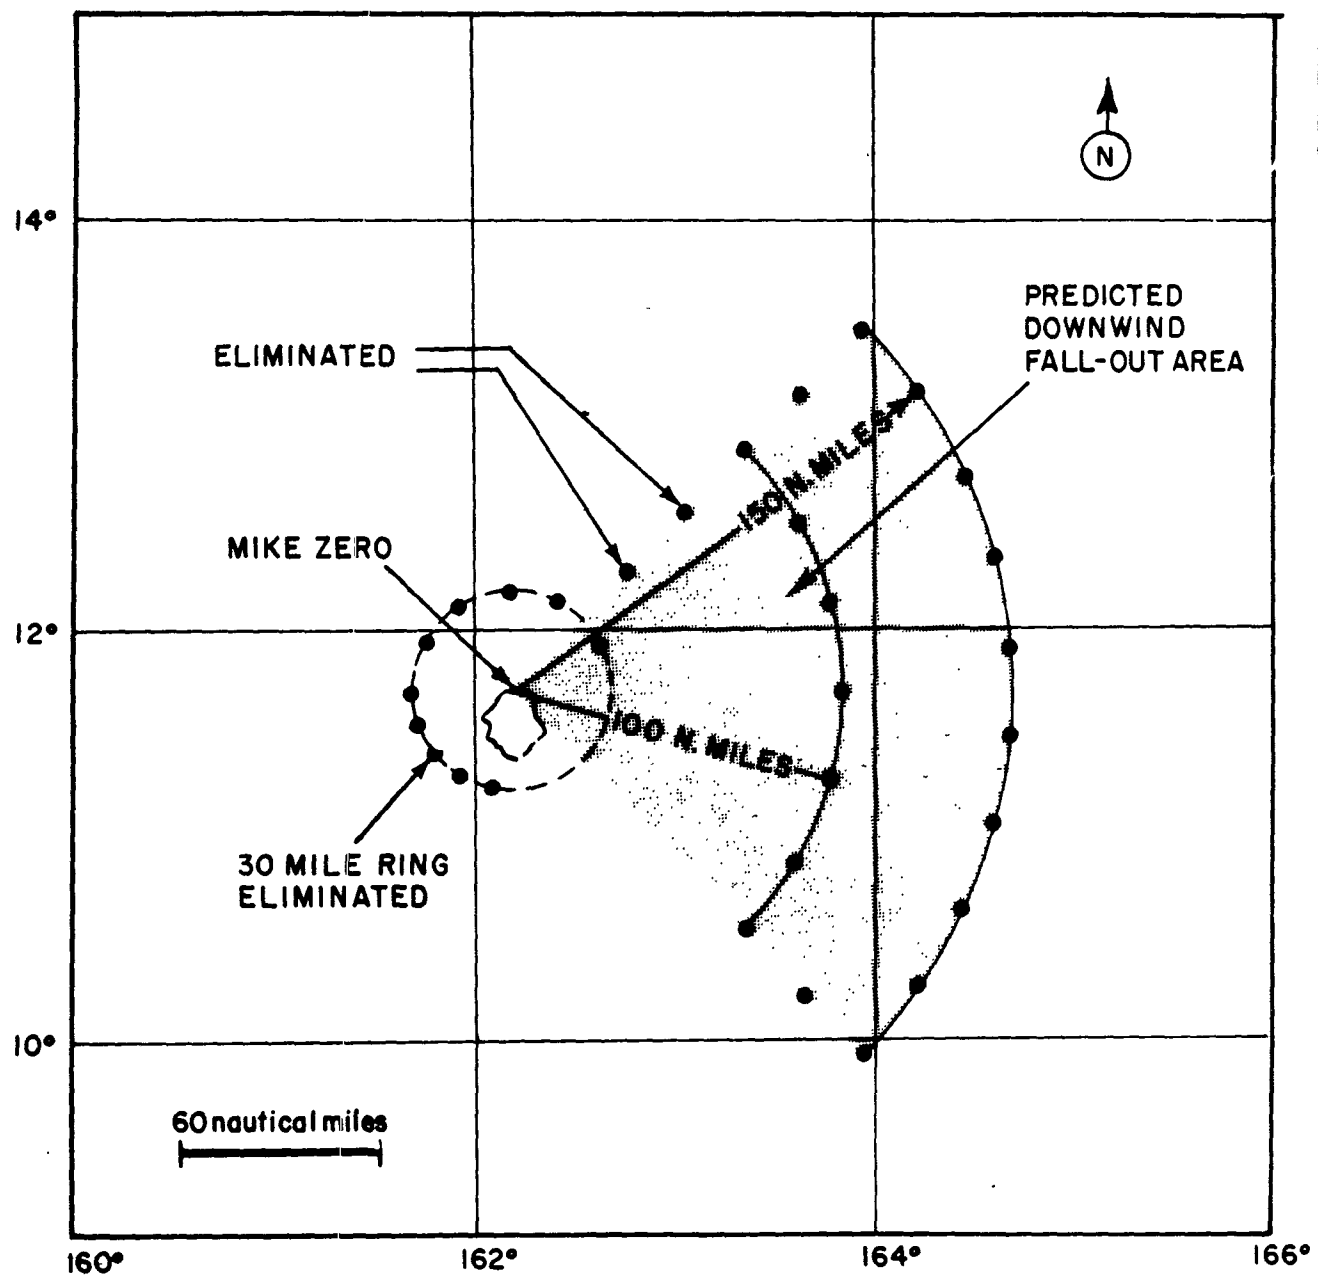 N
14°
PREDICTED
DOWNWIND
FALL-OUT AREA
ELIMINATED
150 N. MILES
MIKE ZERO
12°
100 N. MILES
30 MILE RING
ELIMINATED
10°
60 nautical miles
160°
162°
164°
166°